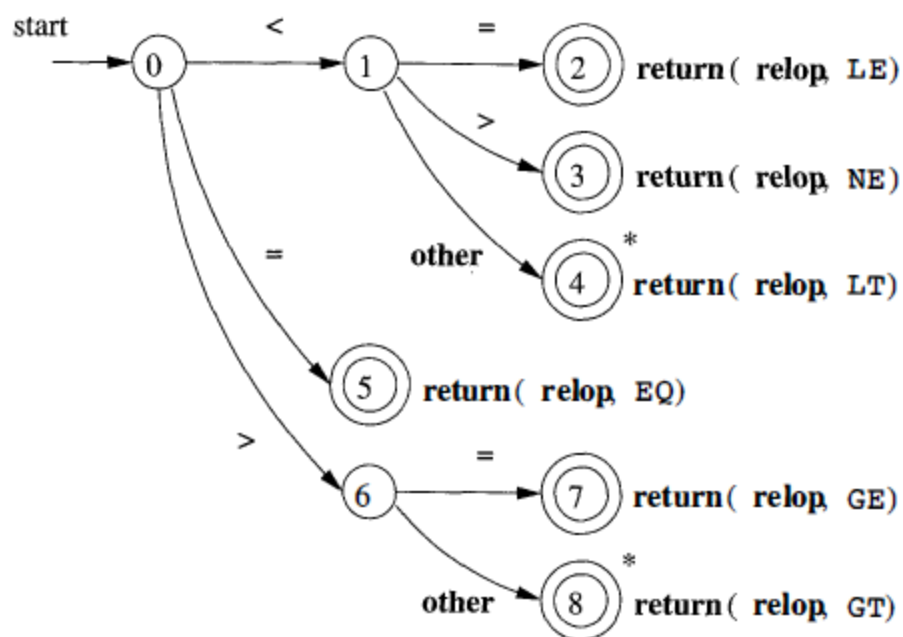 start
< =
0 1 2 return( relop, LE)
>
3 return( relop, NE)
*
= other 4 return( relop, LT)
5 return( relop, EQ)
> =
6 7 return( relop, GE)
*
other 8 return( relop, GT)